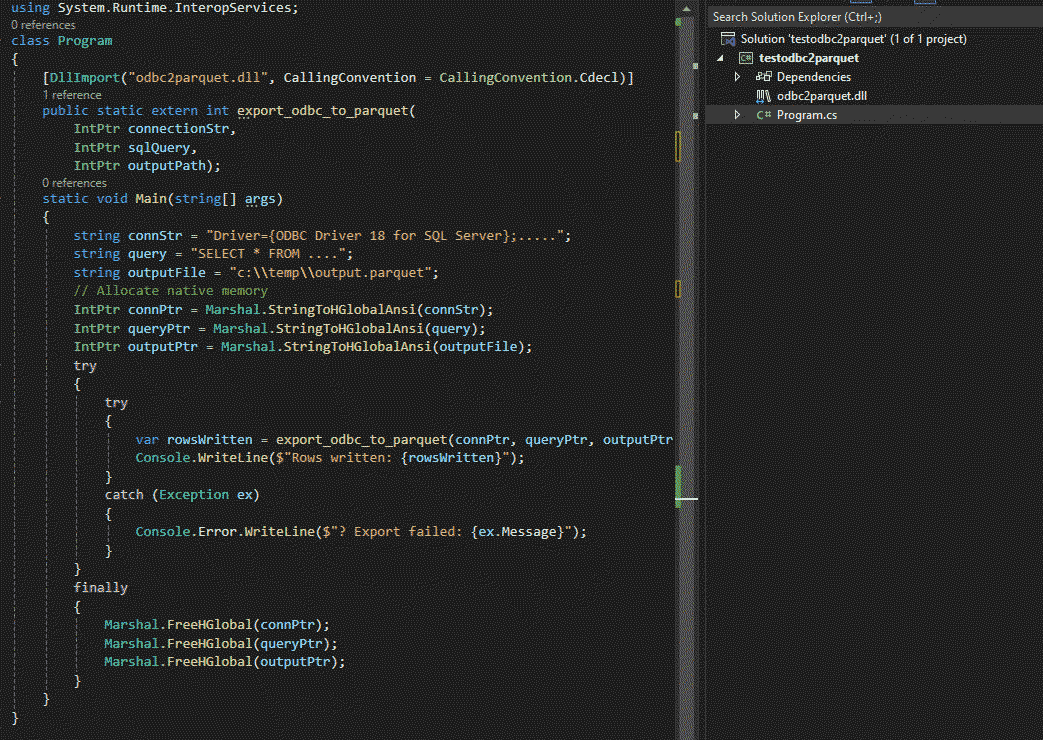 using System.Runtime.InteropServices;
0 references
class Program
{
[DllImport("odbc2parquet.dll", CallingConvention = CallingConvention.Cdecl)]
1 reference
public static extern int export_odbc_to_parquet(
IntPtr connectionStr,
IntPtr sqlQuery,
IntPtr outputPath);
0 references
static void Main(string[] args)
{
string connStr = "Driver={ODBC Driver 18 for SQL Server};.....";
string query = "SELECT * FROM ....";
string outputFile = "c:\\temp\\output.parquet";
// Allocate native memory
IntPtr connPtr = Marshal.StringToHGlobalAnsi(connStr);
IntPtr queryPtr = Marshal.StringToHGlobalAnsi(query);
IntPtr outputPtr = Marshal.StringToHGlobalAnsi(outputFile);
try
{
try
{
var rowsWritten = export_odbc_to_parquet(connPtr, queryPtr, outputPtr
Console.WriteLine($"Rows written: {rowsWritten}");
}
catch (Exception ex)
{
Console.Error.WriteLine($"? Export failed: {ex.Message}");
}
}
finally
{
Marshal.FreeHGlobal(connPtr);
Marshal.FreeHGlobal(queryPtr);
Marshal.FreeHGlobal(outputPtr);
}
}
}
Search Solution Explorer (Ctrl+;)
Solution 'testodbc2parquet' (1 of 1 project)
C# testodbc2parquet
Dependencies
odbc2parquet.dll
C# Program.cs